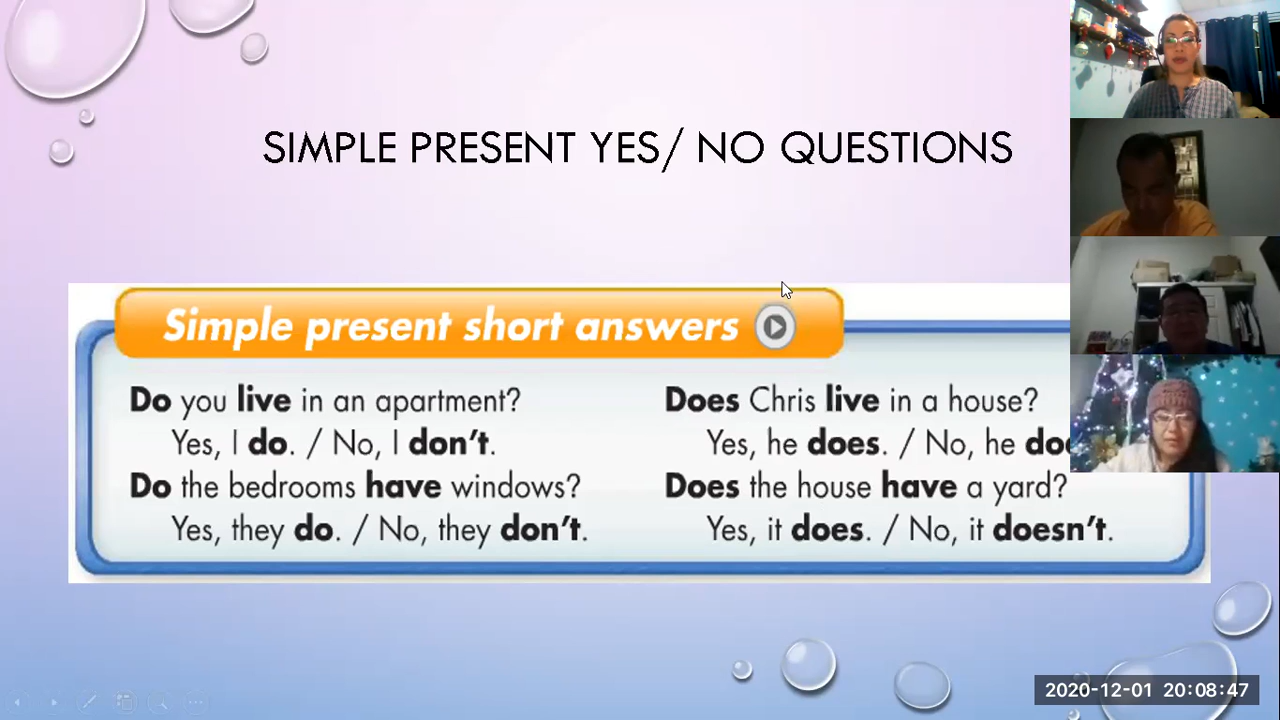 SIMPLE PRESENT YES/ NO QUESTIONS
Simple present short answers
Do you live in an apartment?
Yes, I do. / No, I don't.
Do the bedrooms have windows?
Yes, they do. / No, they don't.
Does Chris live in a house?
Yes, he does. / No, he
Does the house have a yard?
Yes, it does. / No, it doesn't.
2020-12-01 20:08:47